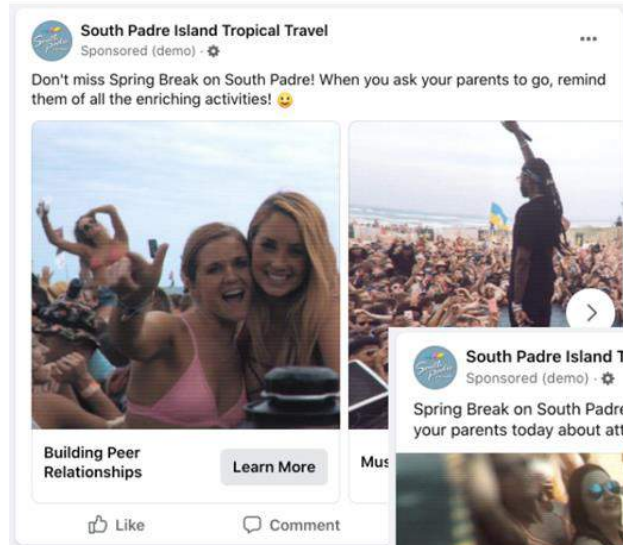 South Padre Island Tropical Travel
Sponsored (demo) ·
Don't miss Spring Break on South Padre! When you ask your parents to go, remind
them of all the enriching activities! 😀
Building Peer
Relationships
Learn More
Mus
Like
Comment
South Padre Island T
Sponsored (demo) ·
Spring Break on South Padre
your parents today about att